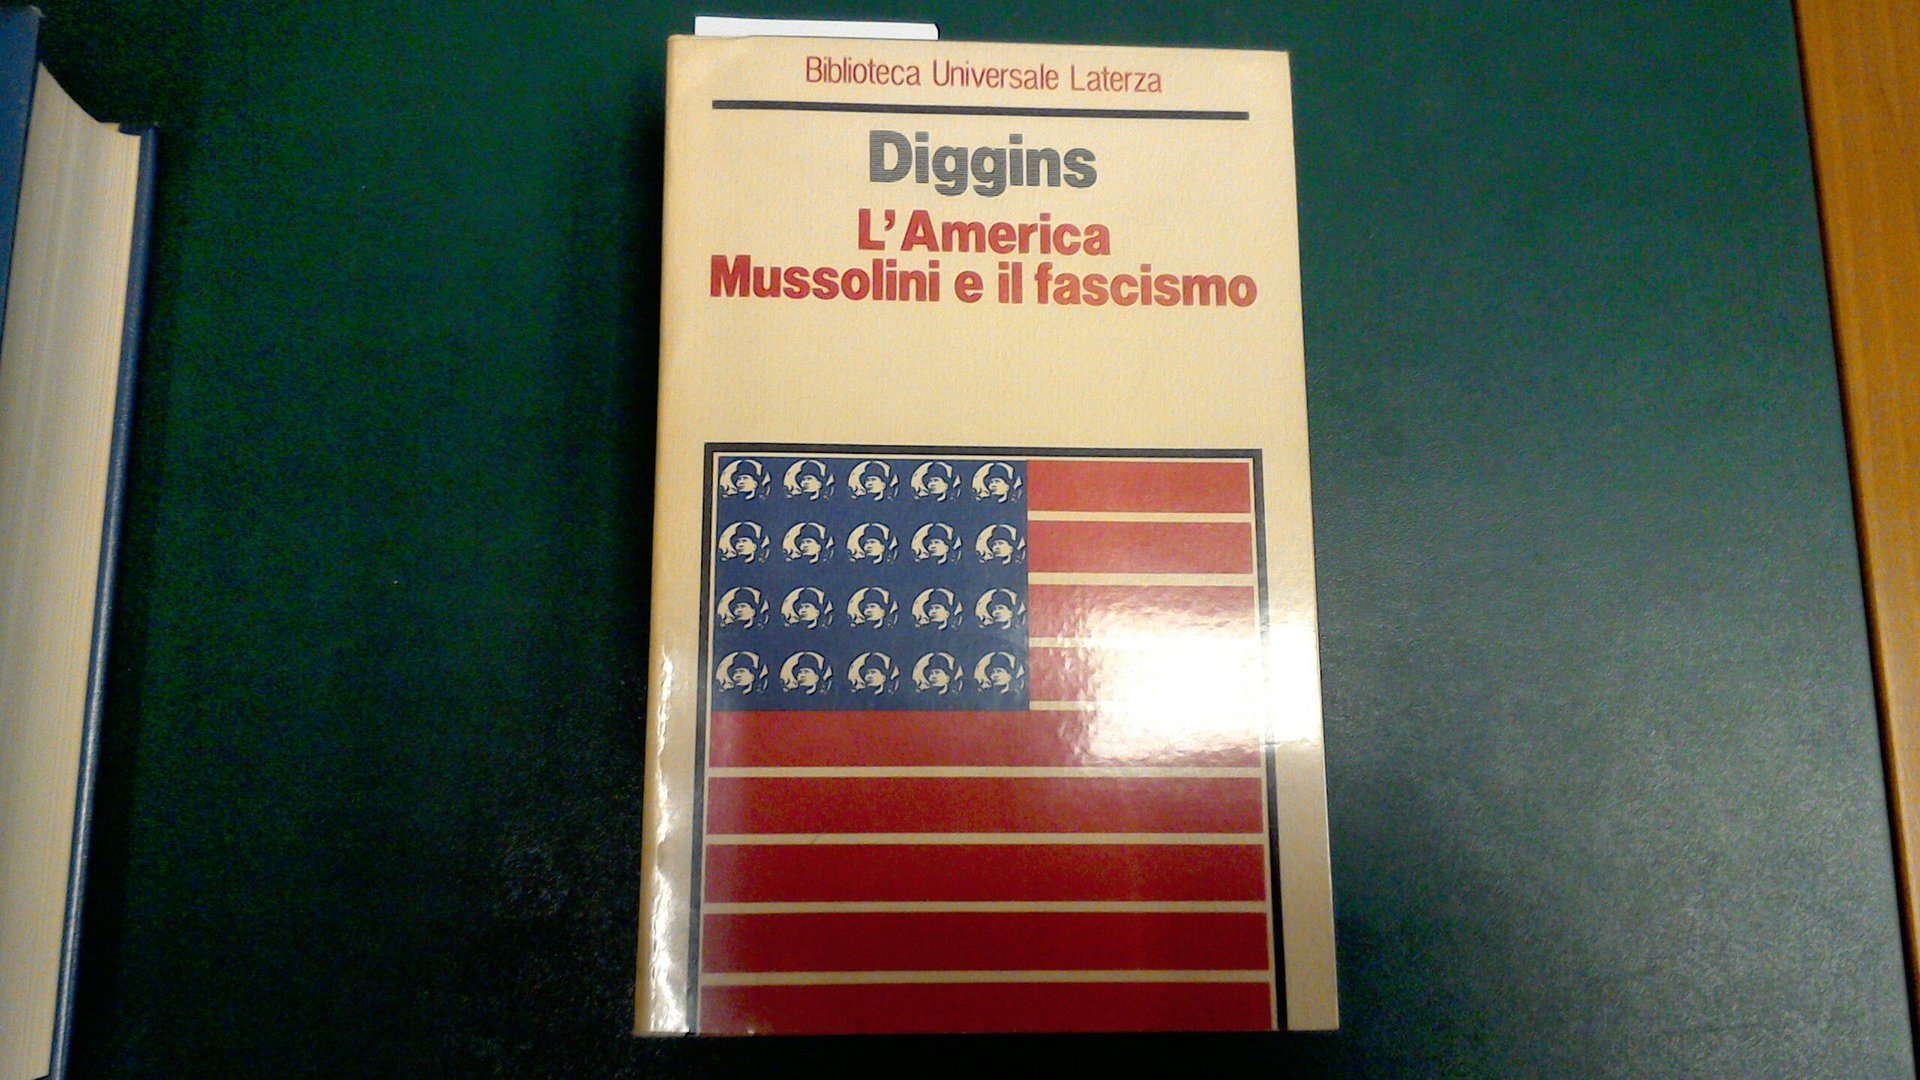 Biblioteca Universale Laterza
Diggins
L'America
Mussolini e il fascismo